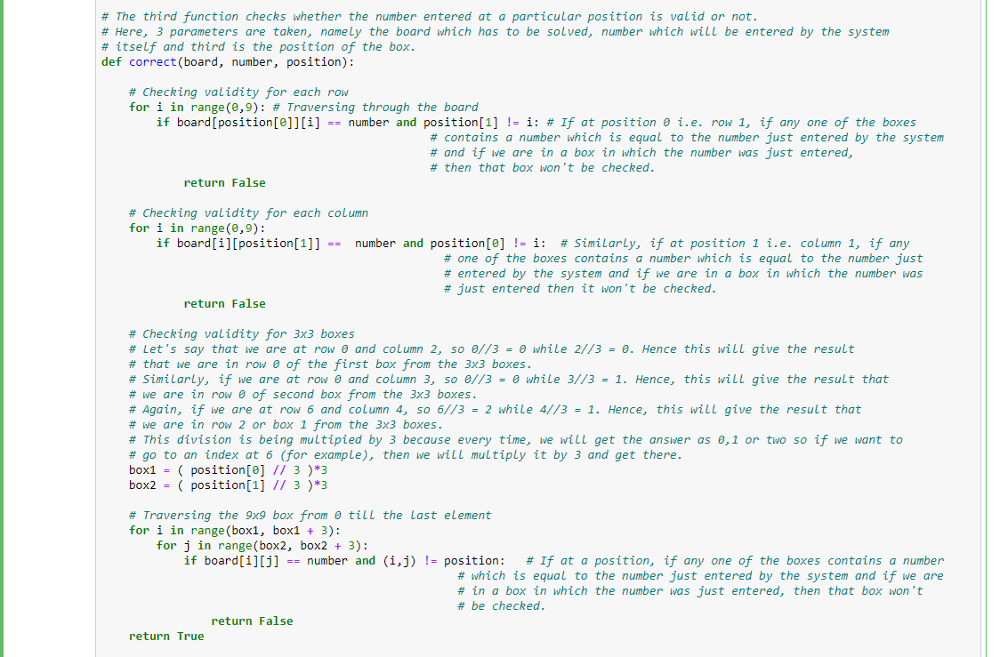 # The third function checks whether the number entered at a particular position is valid or not.
# Here, 3 parameters are taken, namely the board which has to be solved, number which will be entered by the system
# itself and third is the position of the box.
def correct(board, number, position):
# Checking validity for each row
for i in range(0,9): # Traversing through the board
if board[position[0]][i] == number and position[1] != i: # If at position 0 i.e. row 1, if any one of the boxes
# contains a number which is equal to the number just entered by the system
# and if we are in a box in which the number was just entered,
# then that box won't be checked.
return False
# Checking validity for each column
for i in range(0,9):
if board[i][position[1]] ==  number and position[0] != i:  # Similarly, if at position 1 i.e. column 1, if any
# one of the boxes contains a number which is equal to the number just
# entered by the system and if we are in a box in which the number was
# just entered then it won't be checked.
return False
# Checking validity for 3x3 boxes
# Let's say that we are at row 0 and column 2, so 0//3 = 0 while 2//3 = 0. Hence this will give the result
# that we are in row 0 of the first box from the 3x3 boxes.
# Similarly, if we are at row 0 and column 3, so 0//3 = 0 while 3//3 = 1. Hence, this will give the result that
# we are in row 0 of second box from the 3x3 boxes.
# Again, if we are at row 6 and column 4, so 6//3 = 2 while 4//3 = 1. Hence, this will give the result that
# we are in row 2 or box 1 from the 3x3 boxes.
# This division is being multipied by 3 because every time, we will get the answer as 0,1 or two so if we want to
# go to an index at 6 (for example), then we will multiply it by 3 and get there.
box1 = ( position[0] // 3 )*3
box2 = ( position[1] // 3 )*3
# Traversing the 9x9 box from 0 till the last element
for i in range(box1, box1 + 3):
for j in range(box2, box2 + 3):
if board[i][j] == number and (i,j) != position:   # If at a position, if any one of the boxes contains a number
# which is equal to the number just entered by the system and if we are
# in a box in which the number was just entered, then that box won't
# be checked.
return False
return True